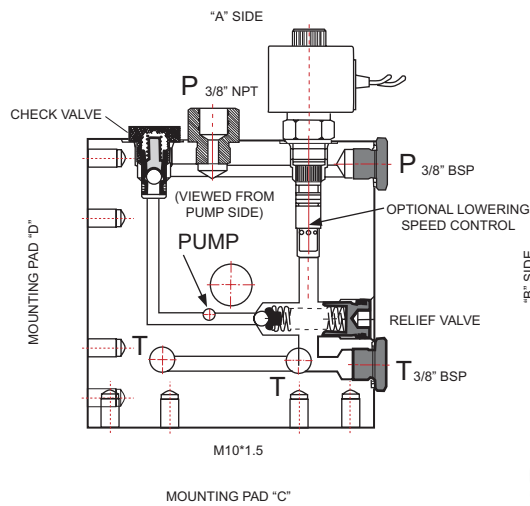 "A" SIDE
P 3/8" NPT
CHECK VALVE
P 3/8" BSP
(VIEWED FROM
PUMP SIDE)
OPTIONAL LOWERING
SPEED CONTROL
PUMP
MOUNTING PAD "D"
"B" SIDE
RELIEF VALVE
T
T
T 3/8" BSP
M10*1.5
MOUNTING PAD "C"